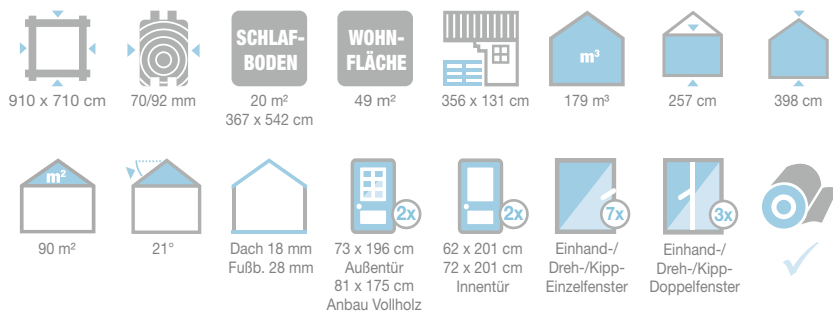 SCHLAF-
BODEN
WOHN-
FLÄCHE
m³
910 x 710 cm
70/92 mm
20 m²
367 x 542 cm
49 m²
356 x 131 cm
179 m³
257 cm
398 cm
m²
2x
2x
7x
3x
90 m²
21°
Dach 18 mm
Fußb. 28 mm
73 x 196 cm
Außentür
81 x 175 cm
Anbau Vollholz
62 x 201 cm
72 x 201 cm
Innentür
Einhand-/
Dreh-/Kipp-
Einzelfenster
Einhand-/
Dreh-/Kipp-
Doppelfenster